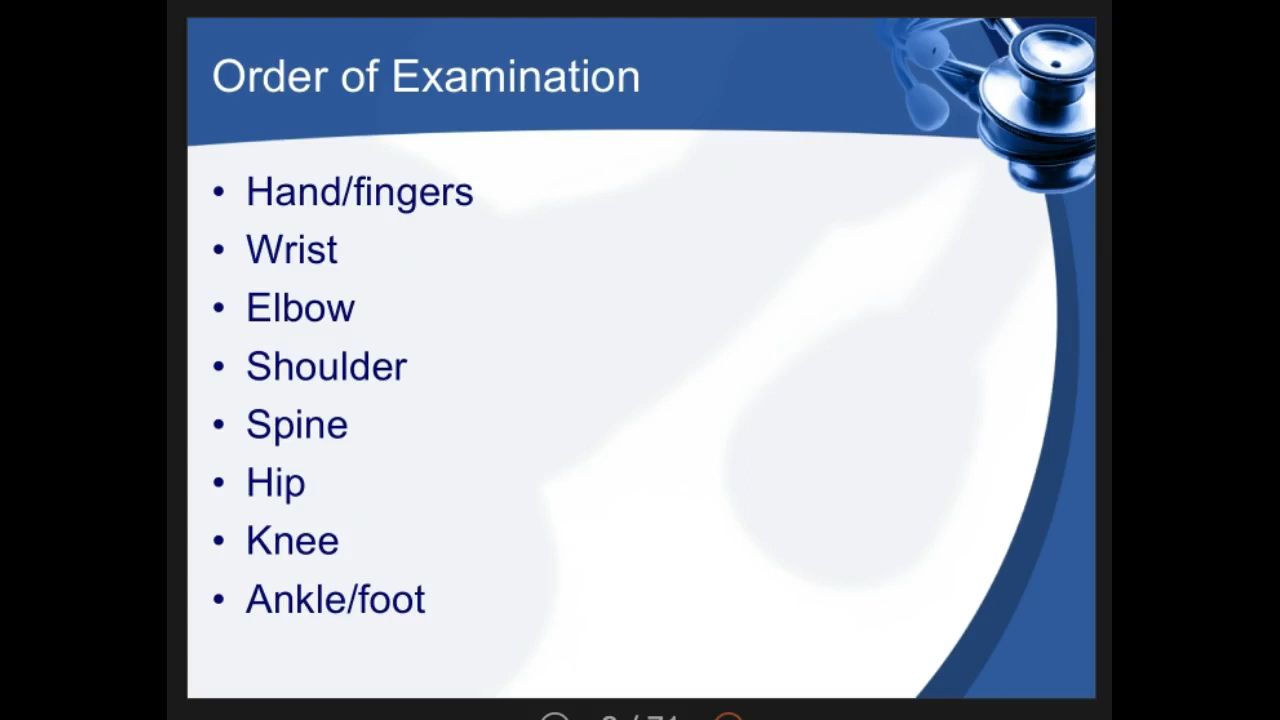 Order of Examination
• Hand/fingers
• Wrist
• Elbow
• Shoulder
• Spine
• Hip
• Knee
• Ankle/foot